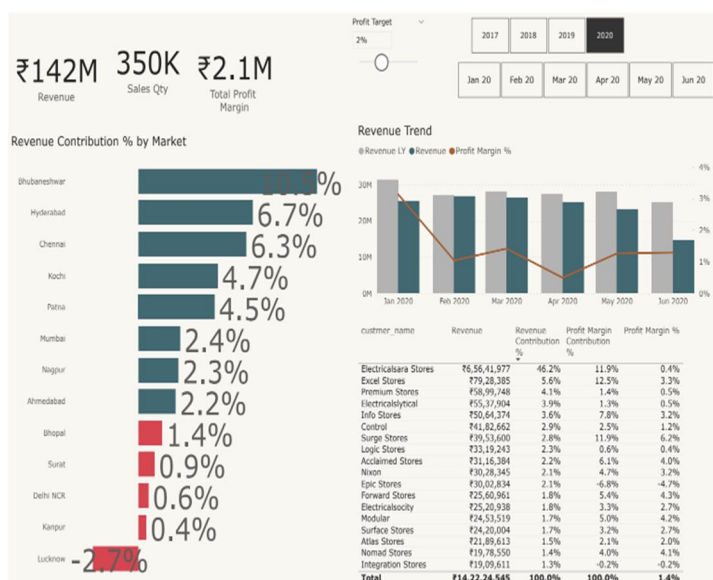 Profit Target
2%
2017 2018 2019 2020
Jan 20 Feb 20 Mar 20 Apr 20 May 20 Jun 20
₹142M 350K ₹2.1M
Revenue Sales Qty Total Profit
Margin
Revenue Contribution % by Market
Bhubaneshwar
Hyderabad 6.7%
Chennai 6.3%
Kochi 4.7%
Patna 4.5%
Mumbai 2.4%
Nagpur 2.3%
Ahmedabad 2.2%
Bhopal 1.4%
Surat 0.9%
Delhi NCR 0.6%
Kanpur 0.4%
Lucknow -2.7%
Revenue Trend
Revenue LY Revenue Profit Margin %
4%
30M 3%
20M 2%
10M 1%
0M 0%
Jan 2020 Feb 2020 Mar 2020 Apr 2020 May 2020 Jun 2020
custmer_name Revenue Revenue Profit Margin Profit Margin %
Contribution Contribution
% %
Electricalsara Stores ₹6,56,41,977 46.2% 11.9% 0.4%
Excel Stores ₹79,28,385 5.6% 12.5% 3.3%
Premium Stores ₹58,99,748 4.1% 1.4% 0.5%
Electricalslytical ₹55,37,904 3.9% 1.3% 0.5%
Info Stores ₹50,64,374 3.6% 7.8% 3.2%
Control ₹41,82,662 2.9% 2.5% 1.2%
Surge Stores ₹39,53,600 2.8% 11.9% 6.2%
Logic Stores ₹33,19,243 2.3% 0.6% 0.4%
Acclaimed Stores ₹31,16,384 2.2% 6.1% 4.0%
Nixon ₹30,28,345 2.1% 4.7% 3.2%
Epic Stores ₹30,02,834 2.1% -6.8% -4.7%
Forward Stores ₹25,60,961 1.8% 5.4% 4.3%
Electricalsocity ₹25,20,938 1.8% 3.3% 2.7%
Modular ₹24,53,519 1.7% 5.0% 4.2%
Surface Stores ₹24,20,004 1.7% 3.2% 2.7%
Atlas Stores ₹21,89,613 1.5% 2.1% 2.0%
Nomad Stores ₹19,78,550 1.4% 4.0% 4.1%
Integration Stores ₹19,09,611 1.3% -0.2% -0.2%
Total ₹14,22,24,545 100.0% 100.0% 1.4%